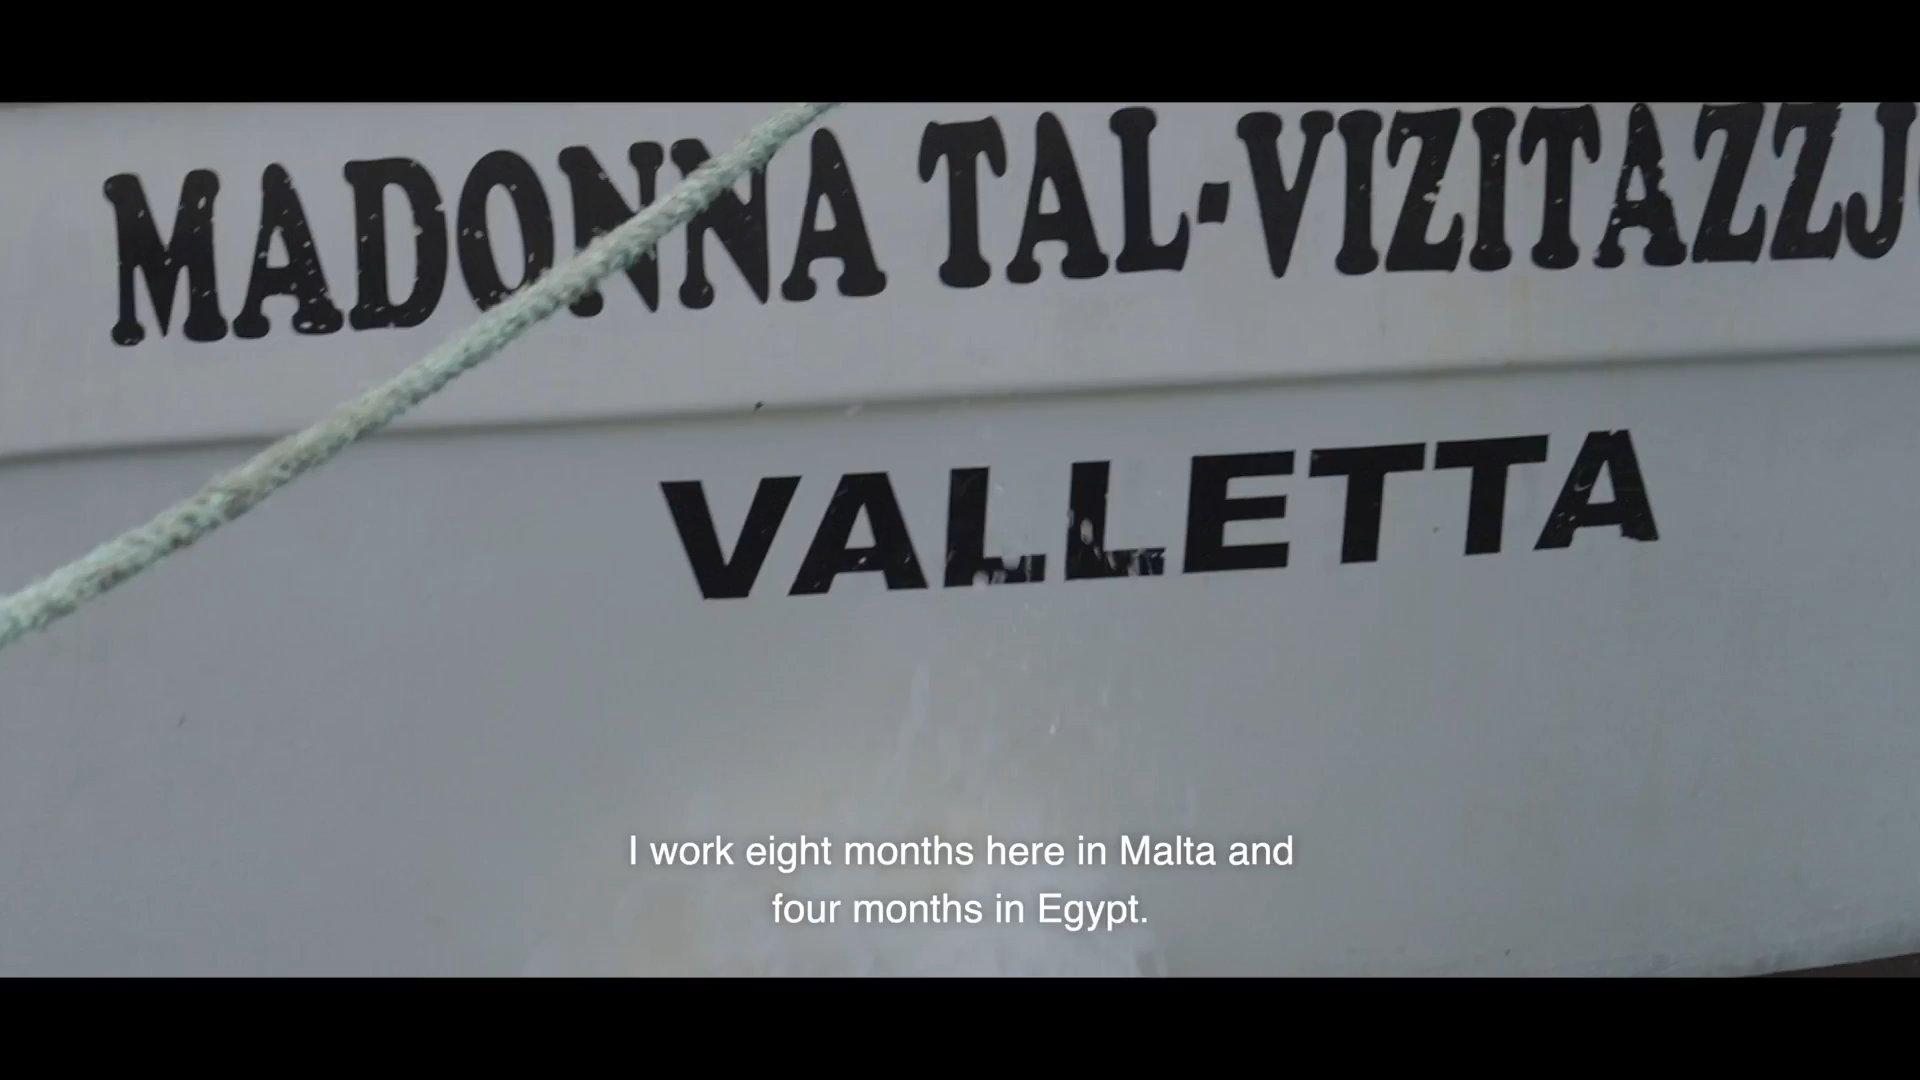 MADONNA TAL-VIZITAZZJ
VALLETTA
I work eight months here in Malta and
four months in Egypt.